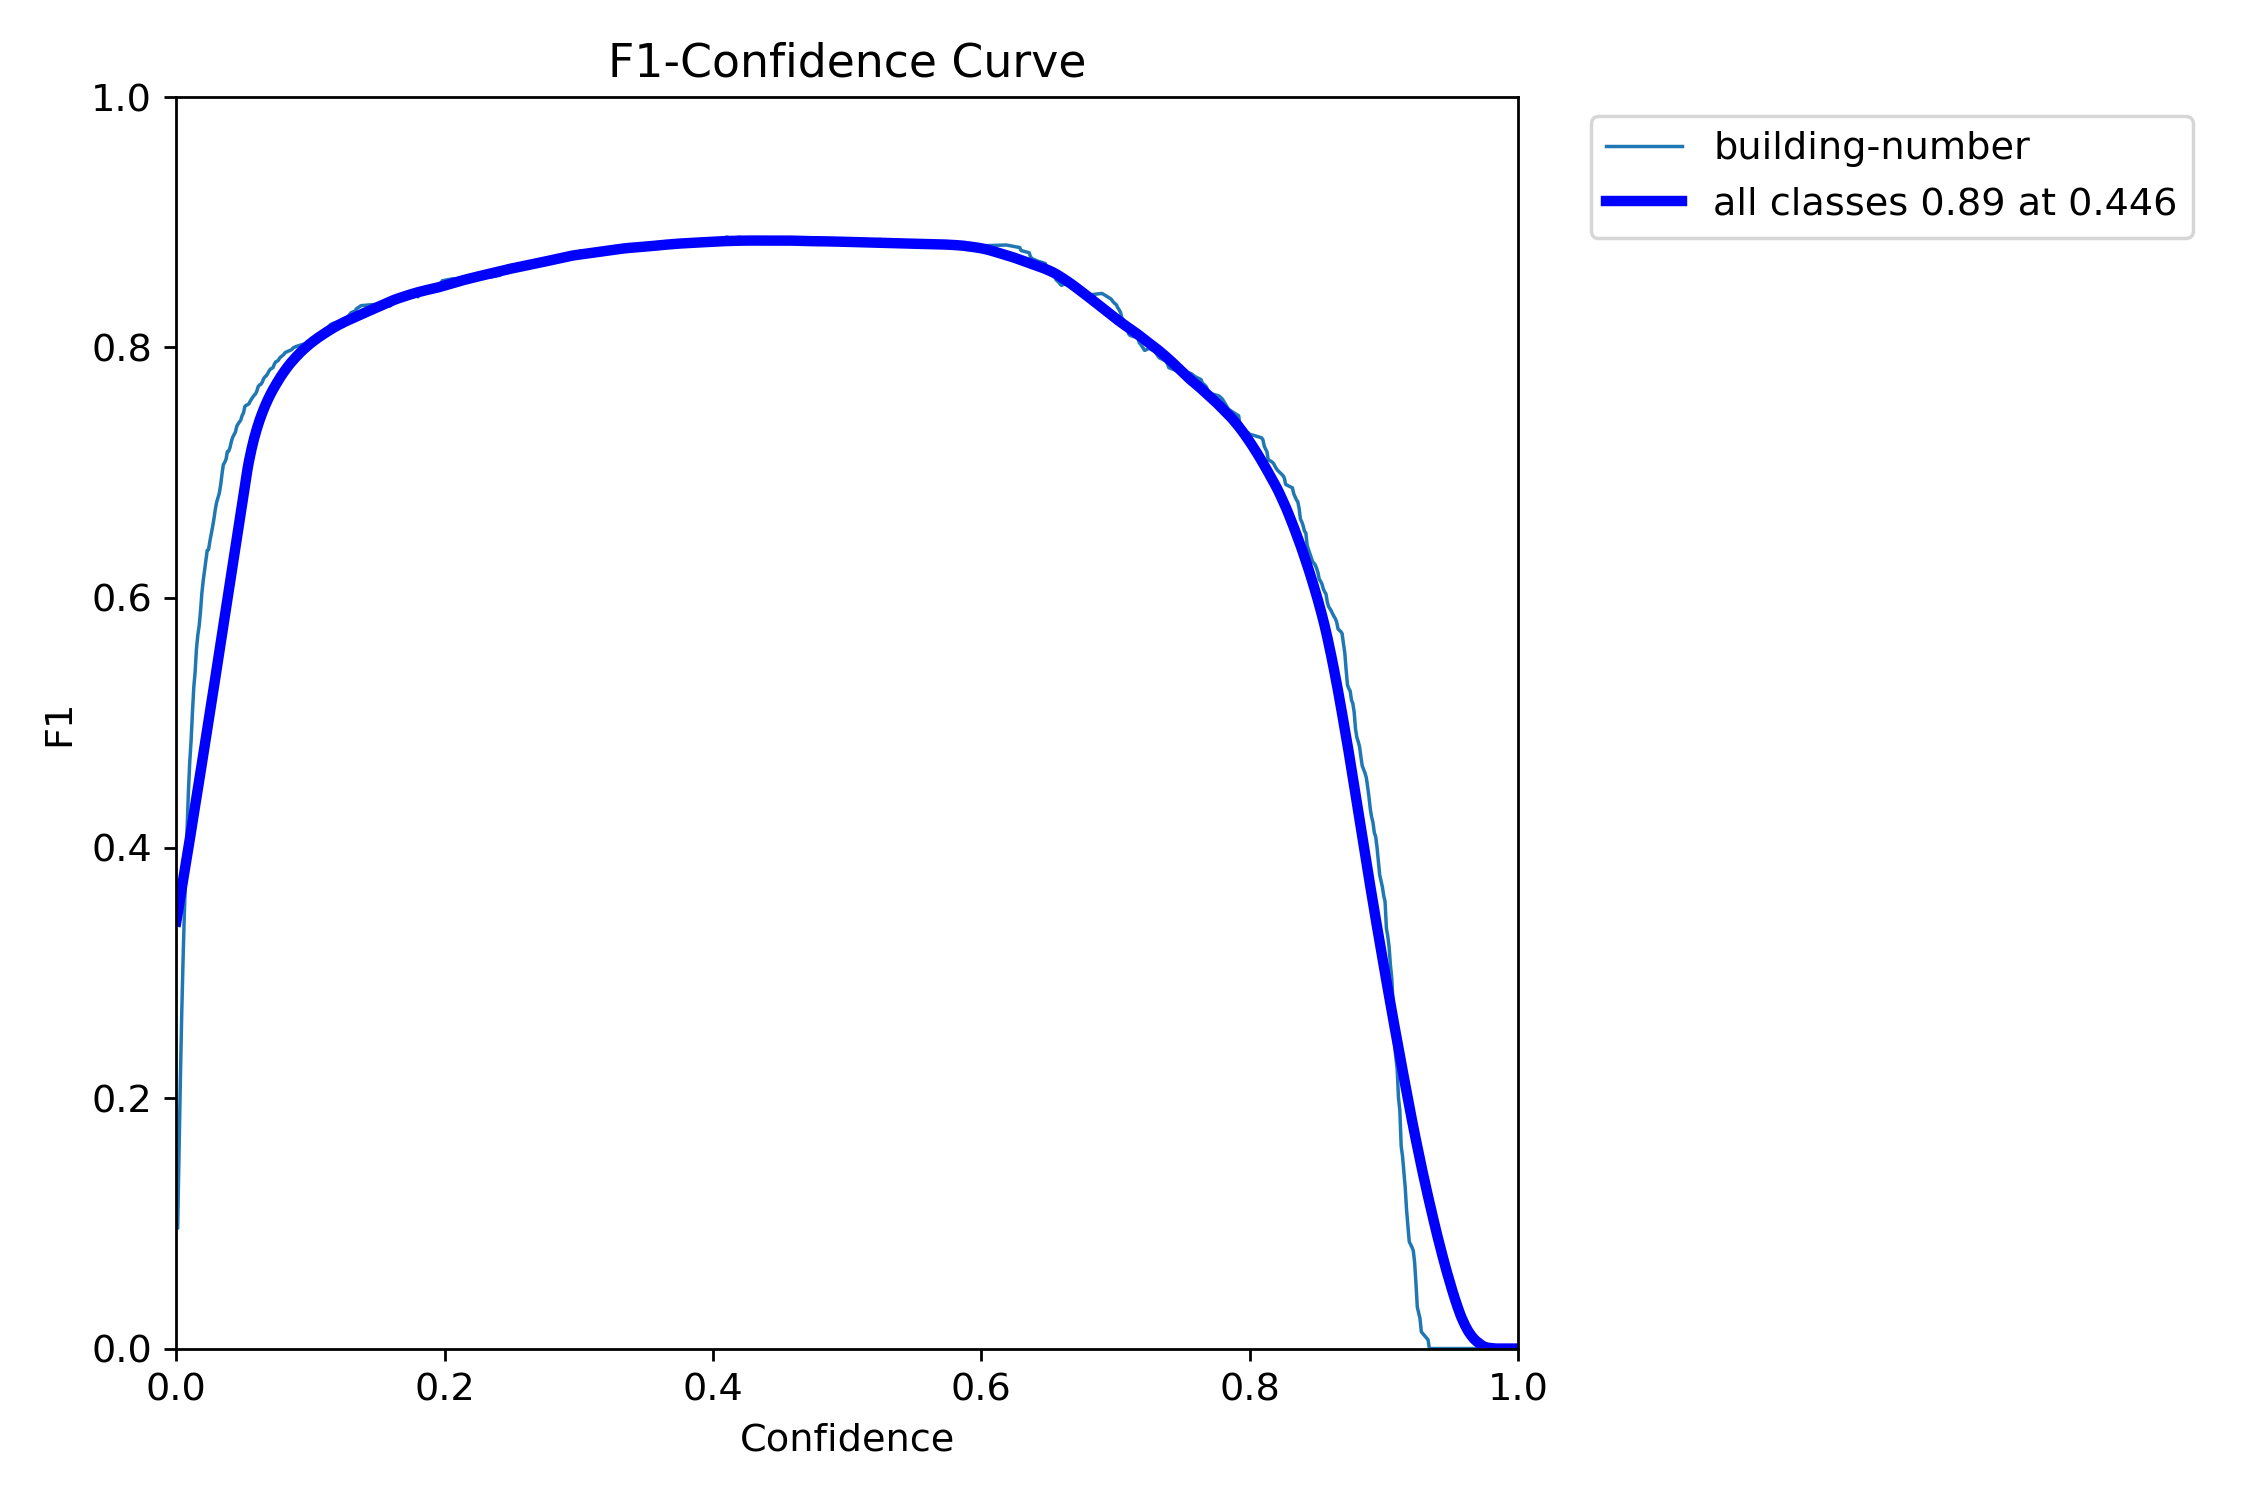 F1-Confidence Curve
1.0
0.8
0.6
0.4
0.2
0.0
F1
0.0 0.2 0.4 0.6 0.8 1.0
Confidence
building-number
all classes 0.89 at 0.446